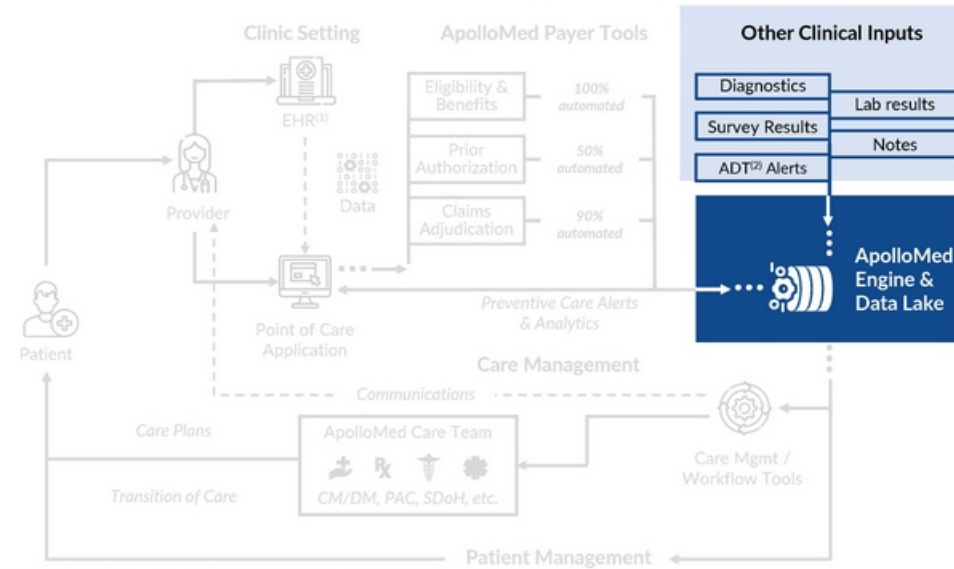 Clinic Setting
ApolloMed Payer Tools
Other Clinical Inputs
EHR(1)
Eligibility &
Benefits
100%
automated
Diagnostics
Lab results
Survey Results
Notes
ADT(2) Alerts
Prior
Authorization
50%
automated
Claims
Adjudication
90%
automated
Provider
Data
ApolloMed
Engine &
Data Lake
Preventive Care Alerts
& Analytics
Point of Care
Application
Patient
Care Management
Communications
Care Plans
ApolloMed Care Team
Rx
CM/DM, PAC, SDoH, etc.
Care Mgmt /
Workflow Tools
Transition of Care
Patient Management